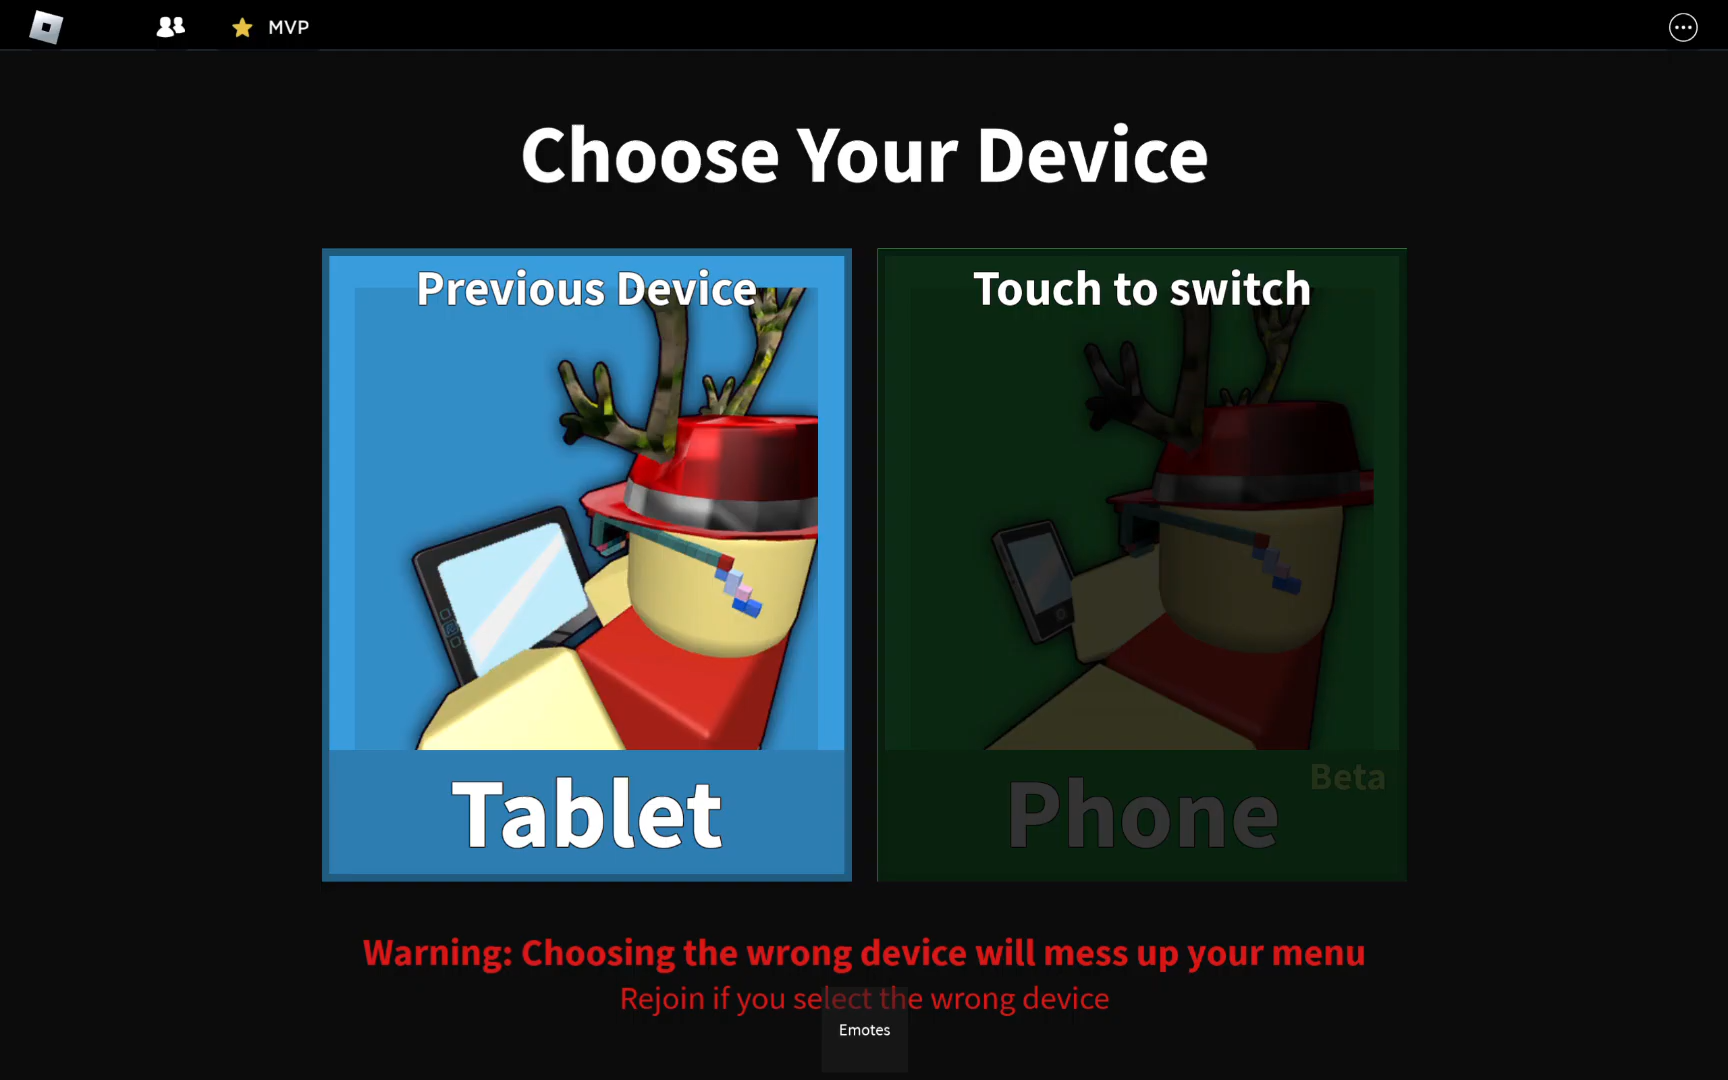 MVP
Choose Your Device
Previous Device
Touch to switch
Tablet
Phone
Beta
Warning: Choosing the wrong device will mess up your menu
Rejoin if you select the wrong device
Emotes